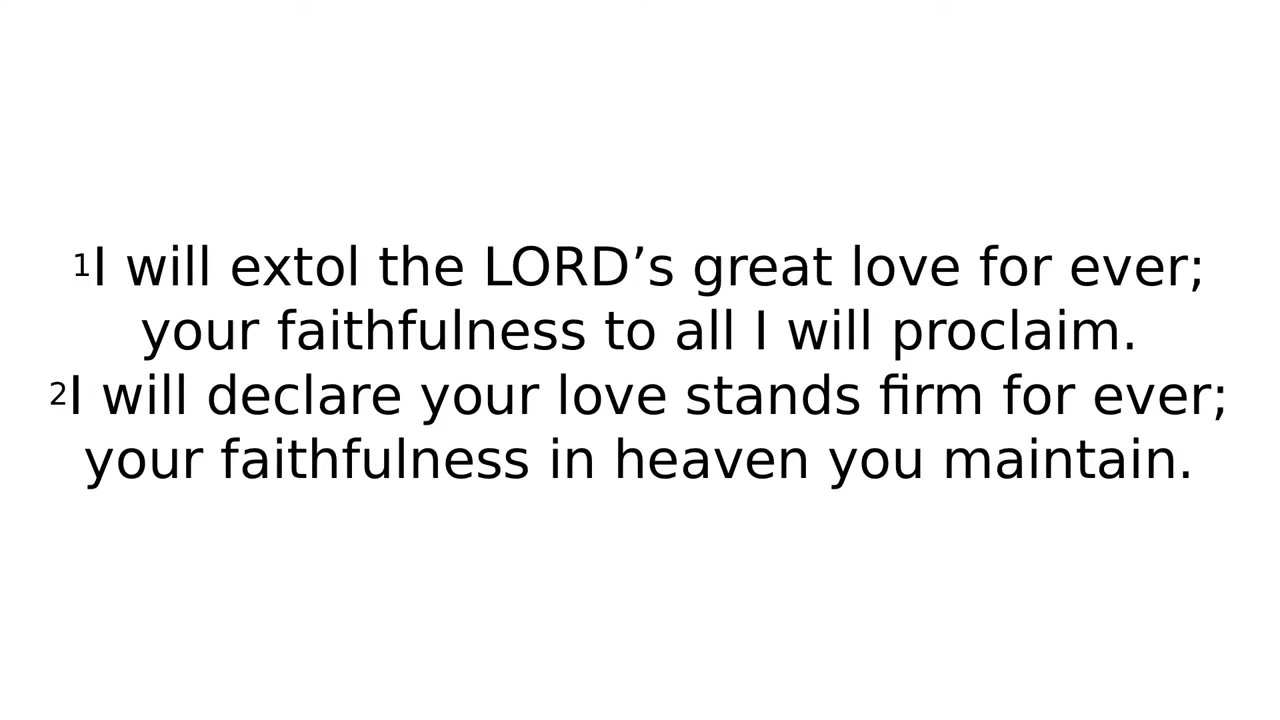 1I will extol the LORD’s great love for ever;
your faithfulness to all I will proclaim.
2I will declare your love stands firm for ever;
your faithfulness in heaven you maintain.